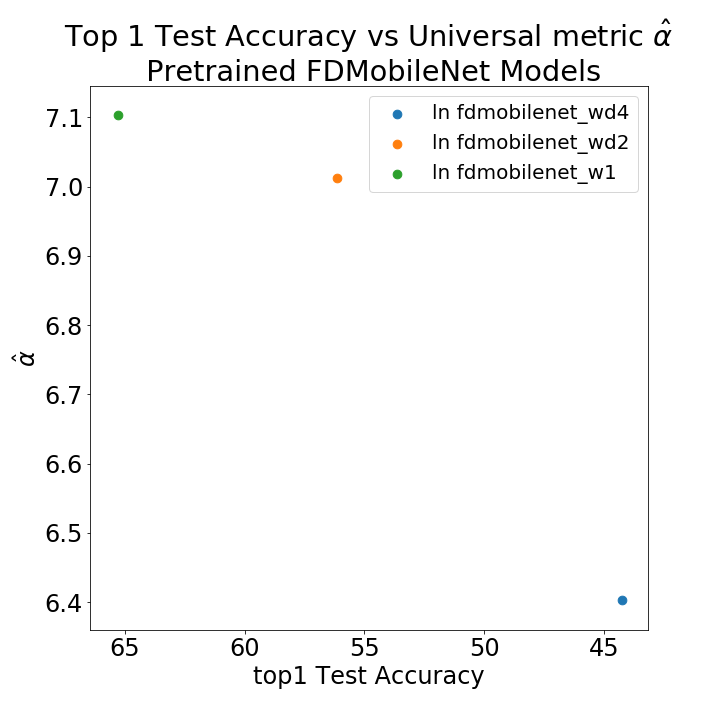 Top 1 Test Accuracy vs Universal metric α̂
Pretrained FDMobileNet Models
ln fdmobilenet_wd4
ln fdmobilenet_wd2
ln fdmobilenet_w1
7.1
7.0
6.9
6.8
6.7
6.6
6.5
6.4
α̂
65 60 55 50 45
top1 Test Accuracy